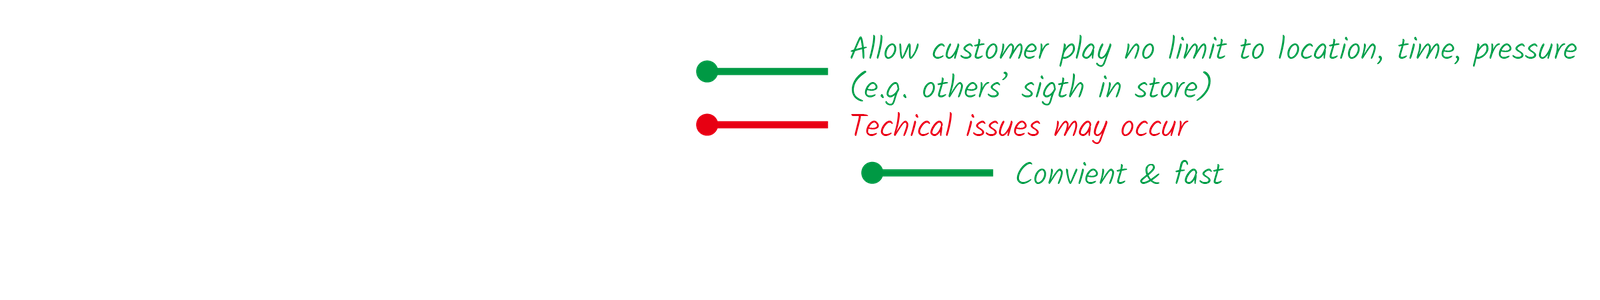 Allow customer play no limit to location, time, pressure
(e.g. others’ sigth in store)
Techical issues may occur
Convient & fast